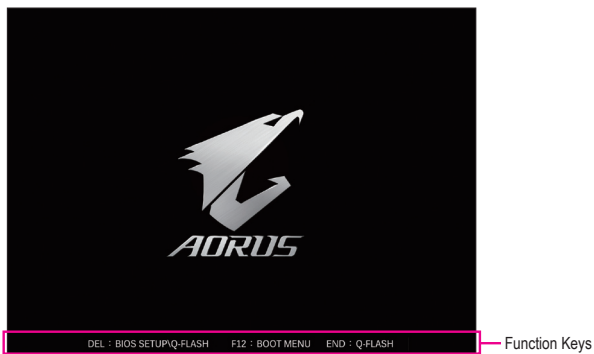 AORUS
DEL : BIOS SETUP\Q-FLASH F12 : BOOT MENU END : Q-FLASH
Function Keys